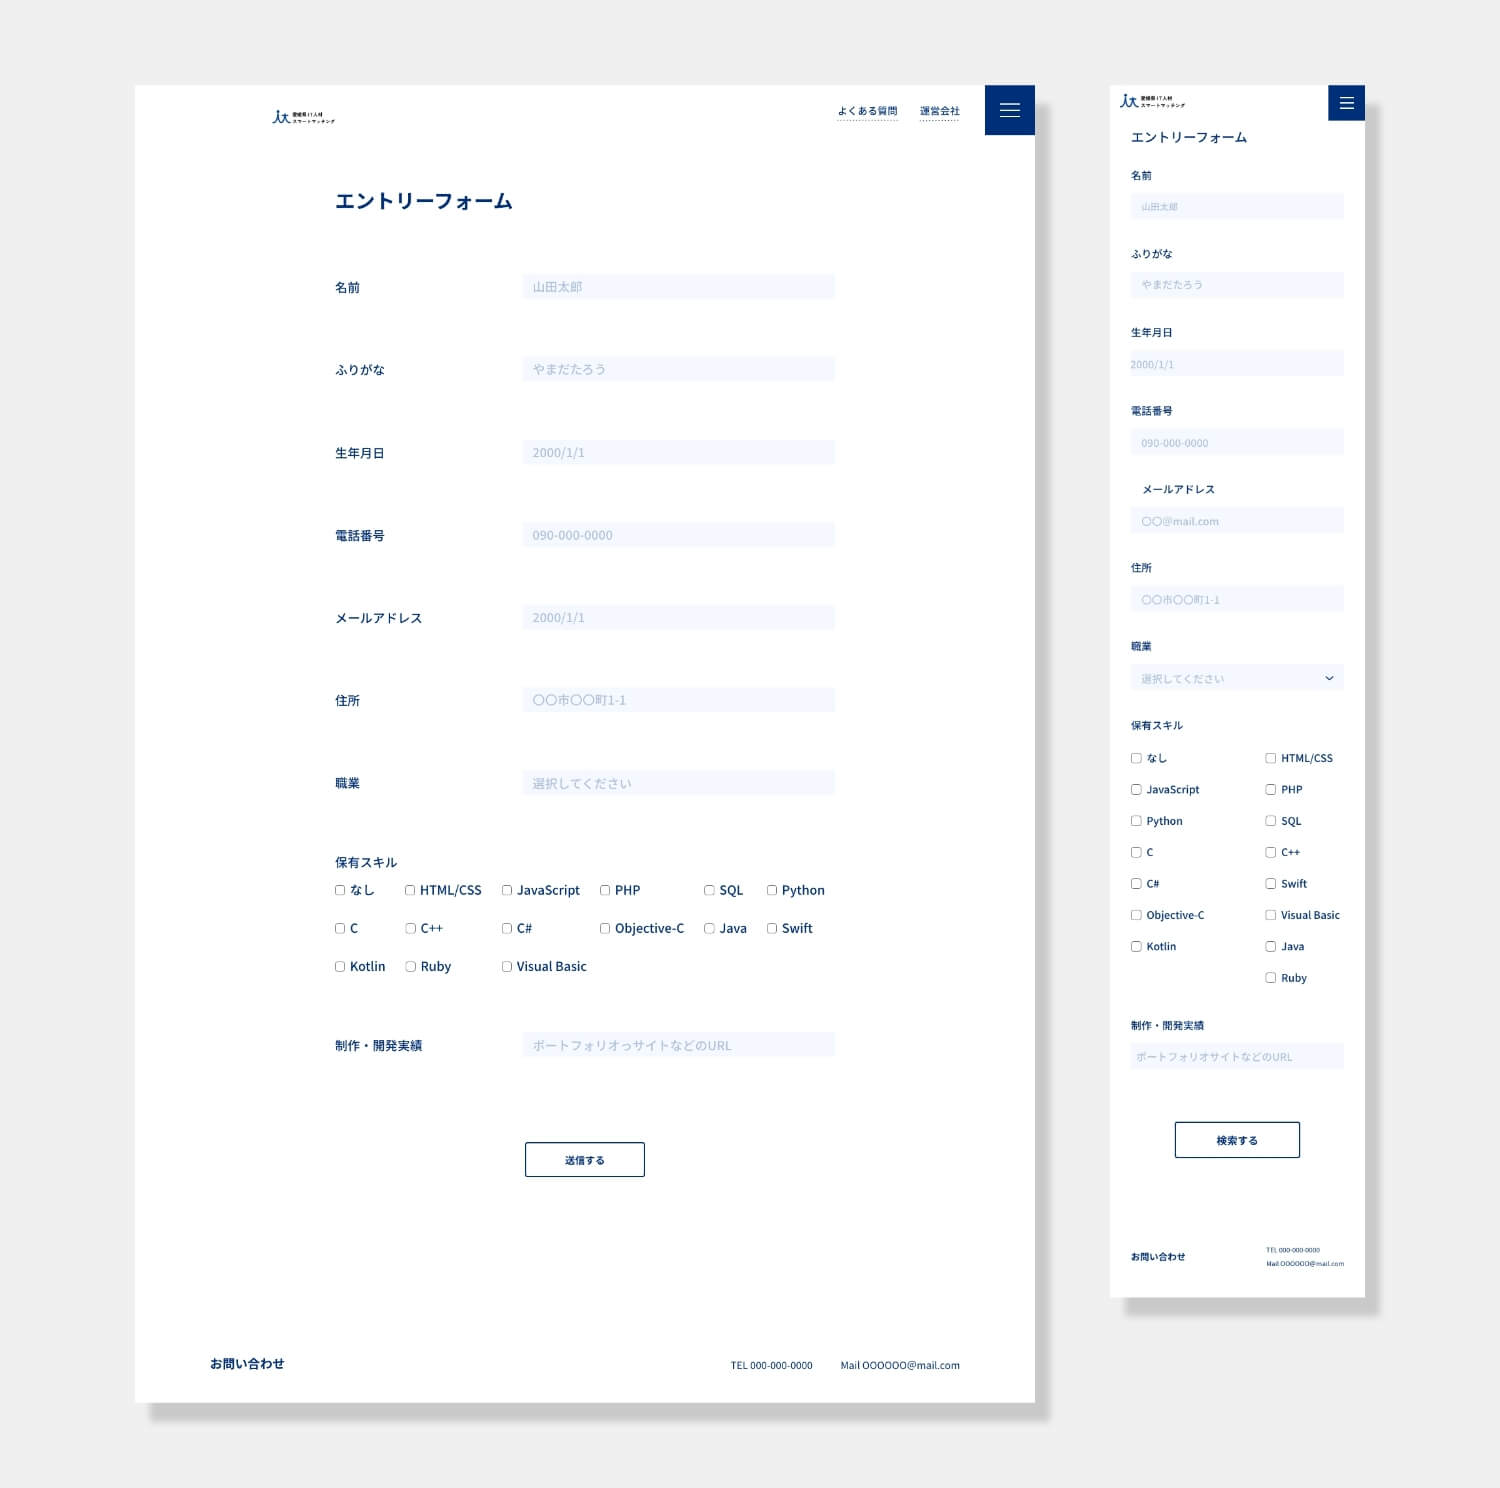 愛媛県IT人材
スマートマッチング
よくある質問 運営会社
エントリーフォーム
名前 山田太郎
ふりがな やまだたろう
生年月日 2000/1/1
電話番号 090-000-0000
メールアドレス 2000/1/1
住所 〇〇市〇〇町1-1
職業 選択してください
保有スキル
なし HTML/CSS JavaScript PHP SQL Python
C C++ C# Objective-C Java Swift
Kotlin Ruby Visual Basic
制作・開発実績 ポートフォリオっサイトなどのURL
送信する
お問い合わせ TEL 000-000-0000 Mail OOOOOO@mail.com
愛媛県IT人材
スマートマッチング
エントリーフォーム
名前
山田太郎
ふりがな
やまだたろう
生年月日
2000/1/1
電話番号
090-000-0000
メールアドレス
〇〇@mail.com
住所
〇〇市〇〇町1-1
職業
選択してください
保有スキル
なし HTML/CSS
JavaScript PHP
Python SQL
C C++
C# Swift
Objective-C Visual Basic
Kotlin Java
Ruby
制作・開発実績
ポートフォリオサイトなどのURL
検索する
お問い合わせ
TEL 000-000-0000
Mail OOOOOO@mail.com